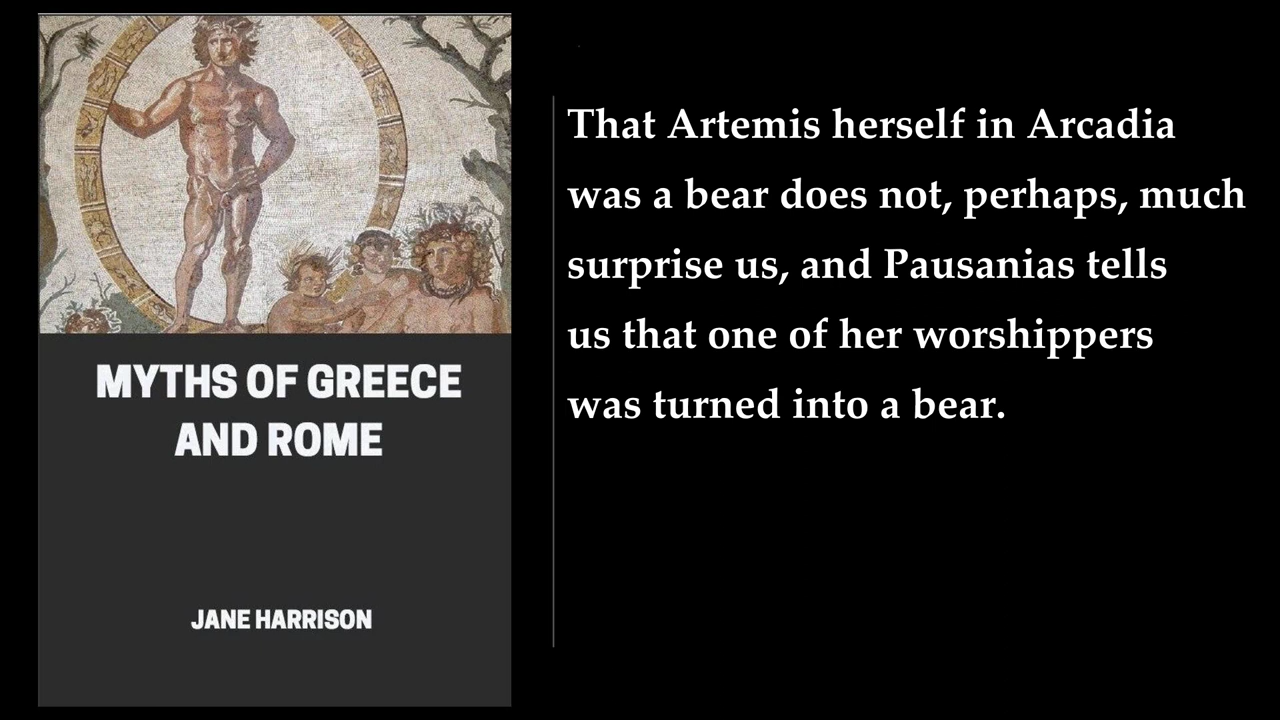 MYTHS OF GREECE
AND ROME
JANE HARRISON
That Artemis herself in Arcadia
was a bear does not, perhaps, much
surprise us, and Pausanias tells
us that one of her worshippers
was turned into a bear.